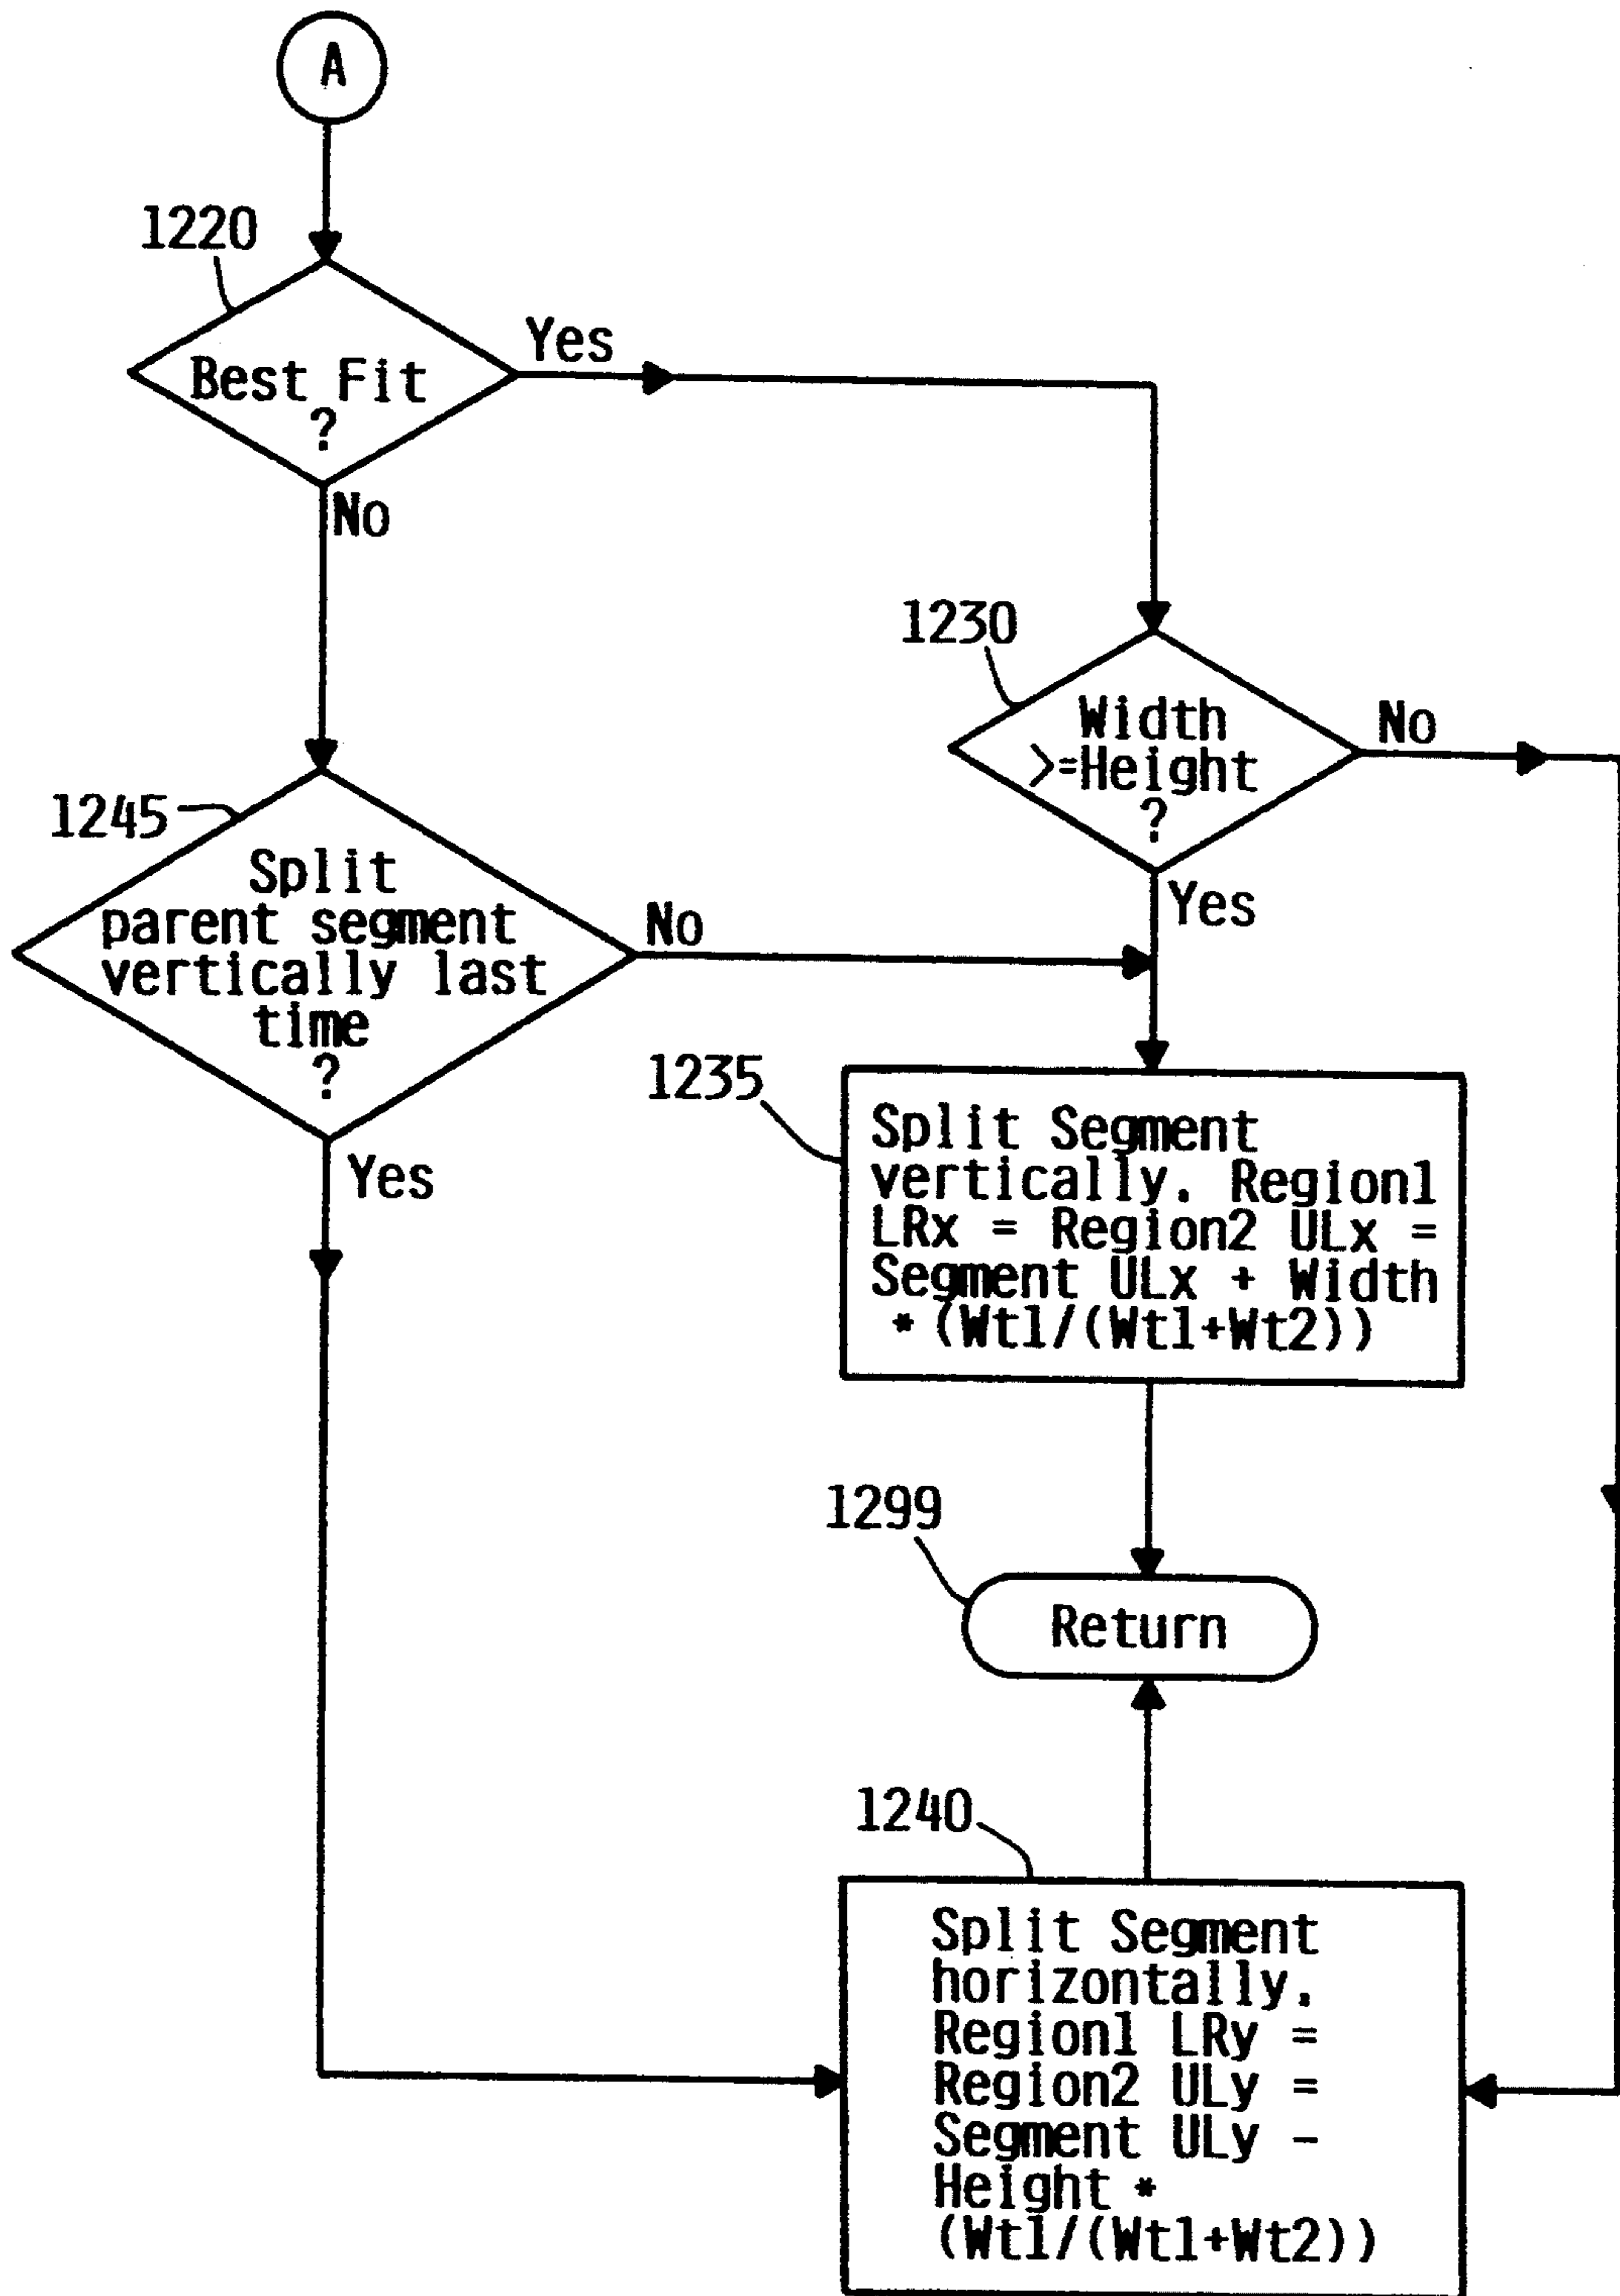 A
1220
Best Fit
?
Yes
No
1230
Width
>=Height
?
No
Yes
1245
Split
parent segment
vertically last
time
?
No
Yes
1235
Split Segment
vertically. Region1
LRx = Region2 ULx =
Segment ULx + Width
* (Wt1/(Wt1+Wt2))
1299
Return
1240
Split Segment
horizontally.
Region1 LRy =
Region2 ULy =
Segment ULy -
Height *
(Wt1/(Wt1+Wt2))